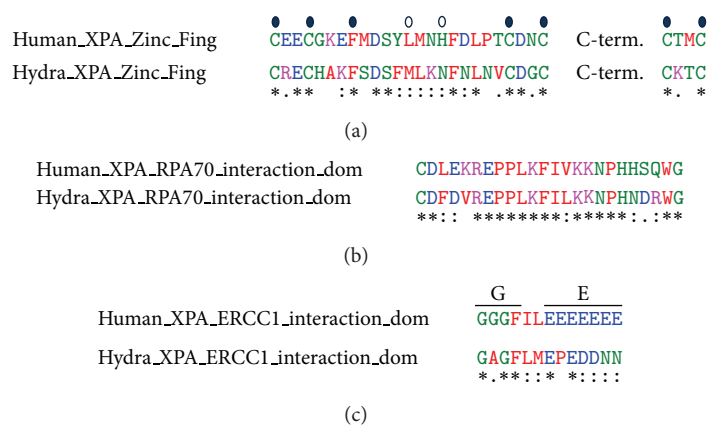 Human_XPA_Zinc_Fing CEECGKEFMDSYLMNHFDLPTCDNC C-term. CTMC
Hydra_XPA_Zinc_Fing CRECHAKFSDSFMLKNFNLNVCDGC C-term. CKTC
*.** :* **:::::*:* .**.* *. *
(a)
Human_XPA_RPA70_interaction_dom CDLEKREPPLKFIVKKNPHHSQWG
Hydra_XPA_RPA70_interaction_dom CDFDVREPPLKFILKKNPHNDRWG
**:: ********:*****:.:**
(b)
G E
Human_XPA_ERCC1_interaction_dom GGGFILEEEEEEE
Hydra_XPA_ERCC1_interaction_dom GAGFLMEPEDDNN
*.**::* *::::
(c)